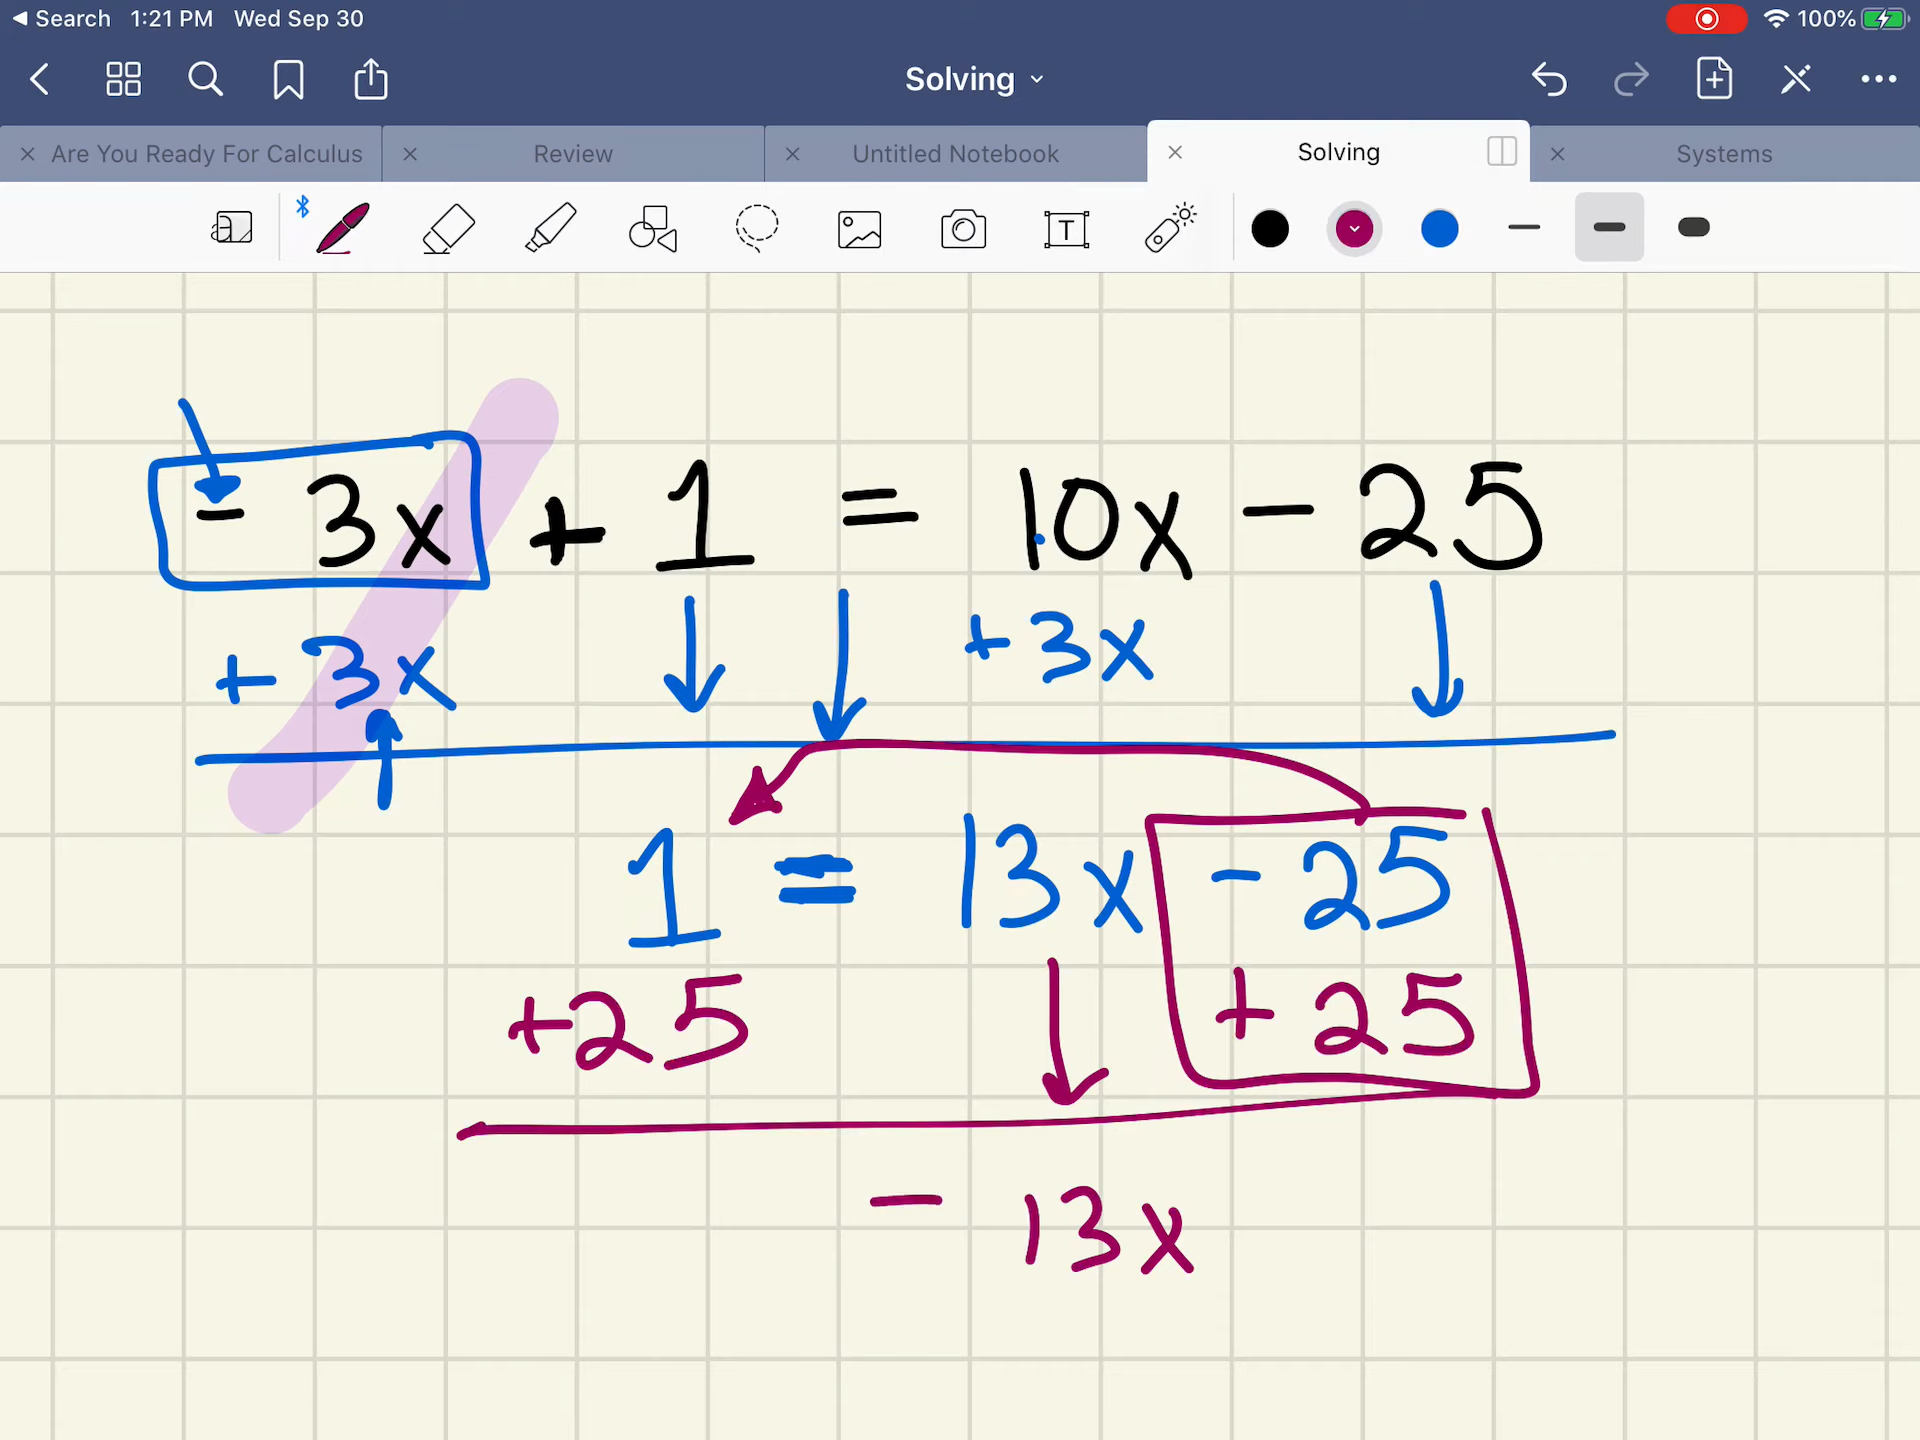 Search 1:21 PM Wed Sep 30 100%
Solving
Are You Ready For Calculus Review Untitled Notebook Solving Systems
T
- 3x + 1 = 10x - 25
+ 3x +3x
1 = 13x - 25
+25 + 25
- 13x